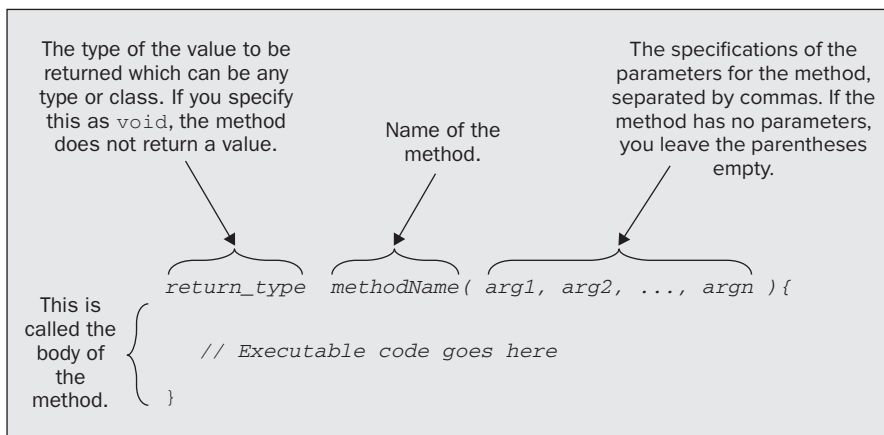 The type of the value to be
returned which can be any
type or class. If you specify
this as void, the method
does not return a value.
Name of the
method.
The specifications of the
parameters for the method,
separated by commas. If the
method has no parameters,
you leave the parentheses
empty.
return_type methodName( arg1, arg2, ..., argn ){
This is
called the
body of
the
method.
// Executable code goes here
}